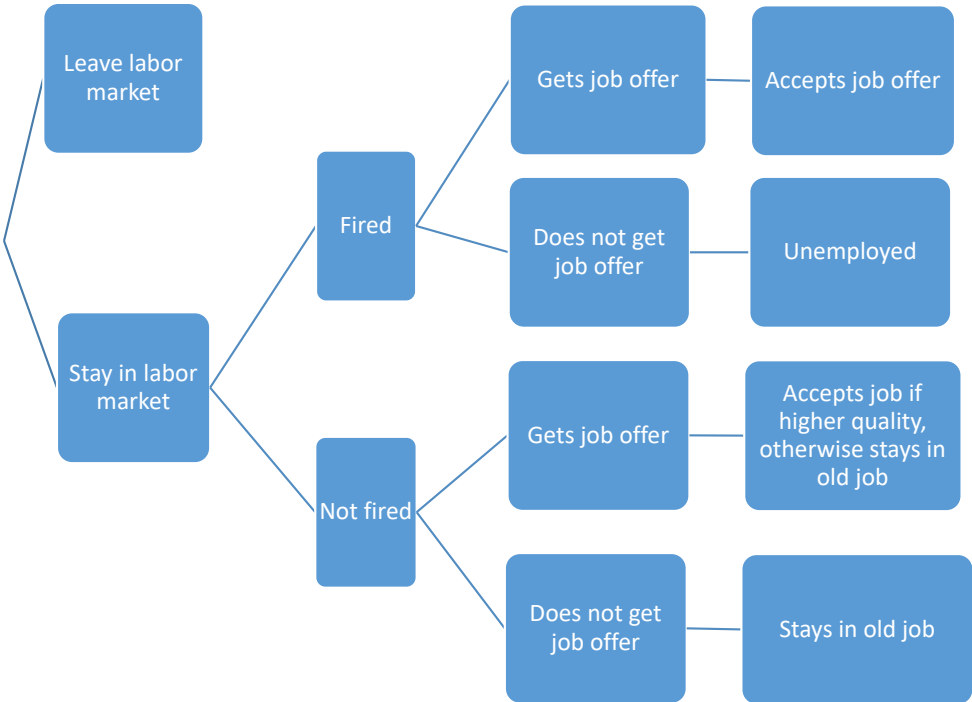 Leave labor
market
Stay in labor
market
Fired
Not fired
Gets job offer
Accepts job offer
Does not get
job offer
Unemployed
Gets job offer
Accepts job if
higher quality,
otherwise stays in
old job
Does not get
job offer
Stays in old job